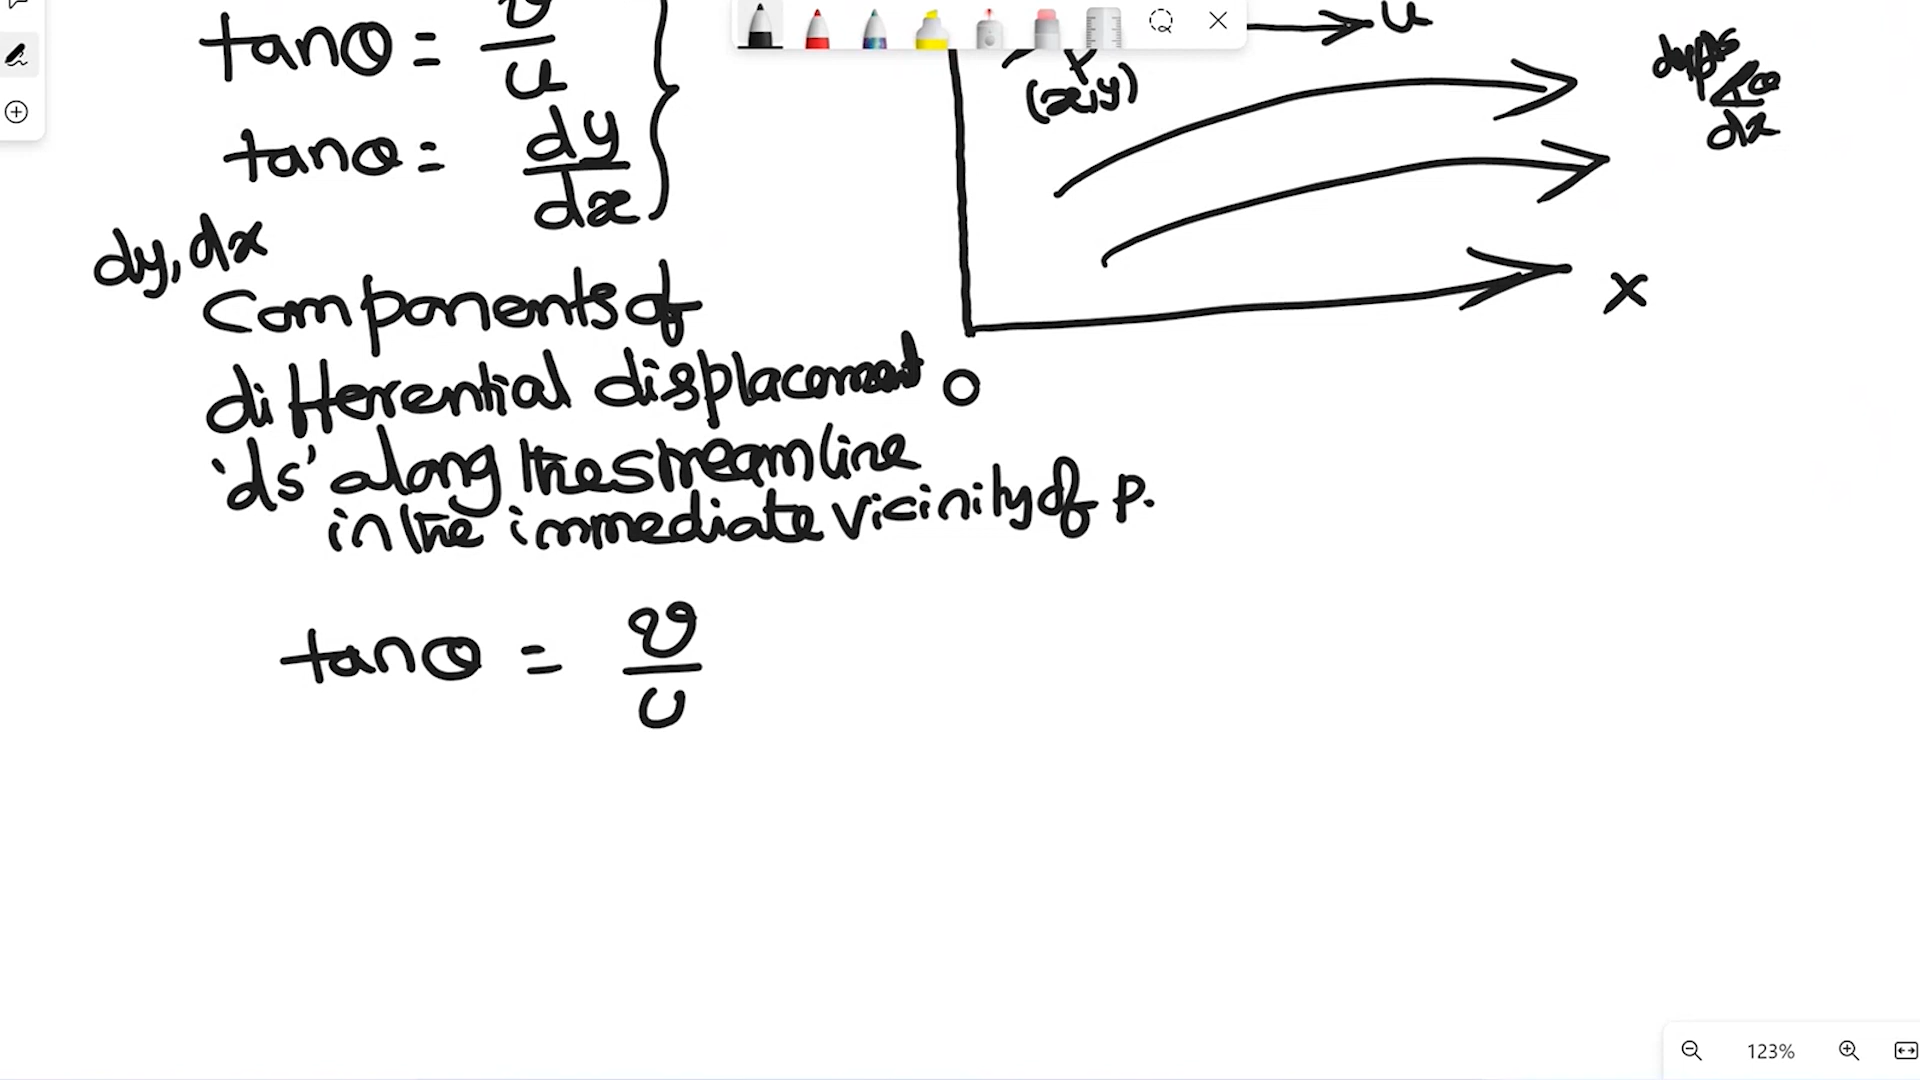 tanθ = v/u
u
tanθ = dy/dx
(x,y)
dy ds
θ
dx
dy, dx
x
Components of
differential displacement
O
'ds' along the streamline
in the immediate vicinity of P.
tanθ = v/u
123%